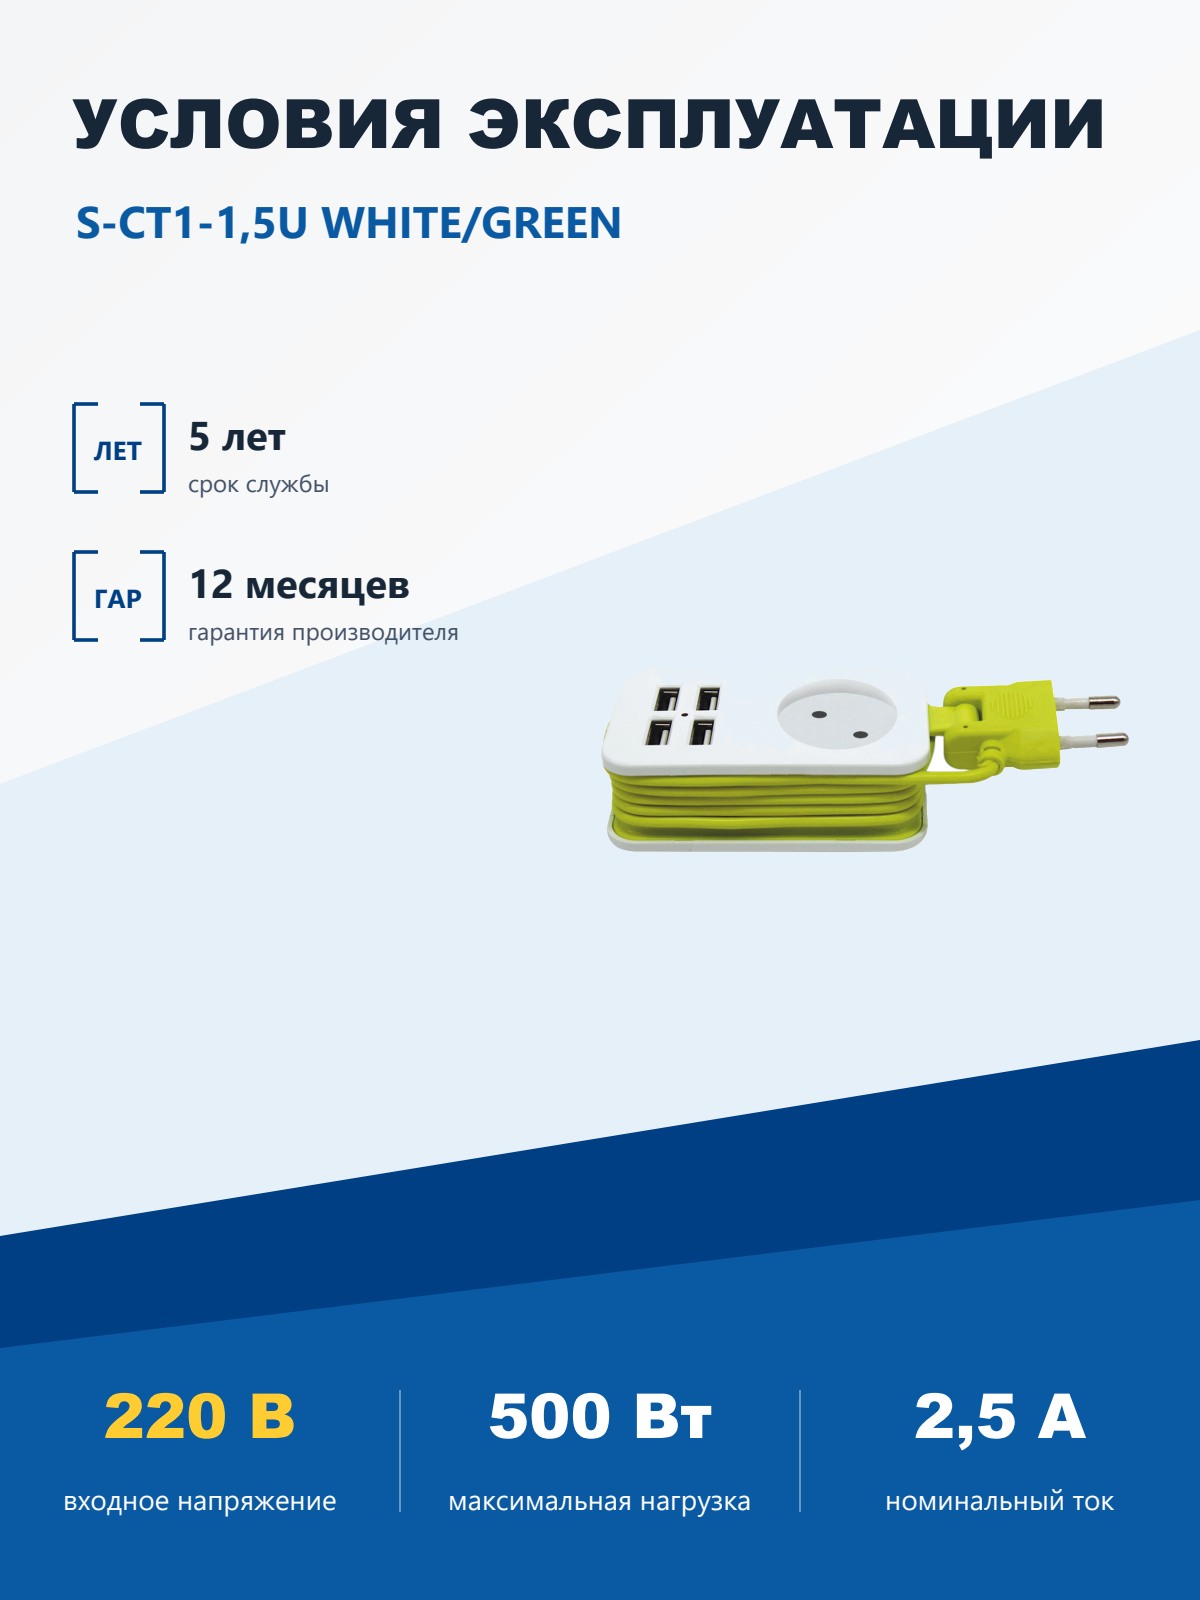 УСЛОВИЯ ЭКСПЛУАТАЦИИ
S-CT1-1,5U WHITE/GREEN
ЛЕТ
5 лет
срок службы
ГАР
12 месяцев
гарантия производителя
220 В
входное напряжение
500 Вт
максимальная нагрузка
2,5 А
номинальный ток